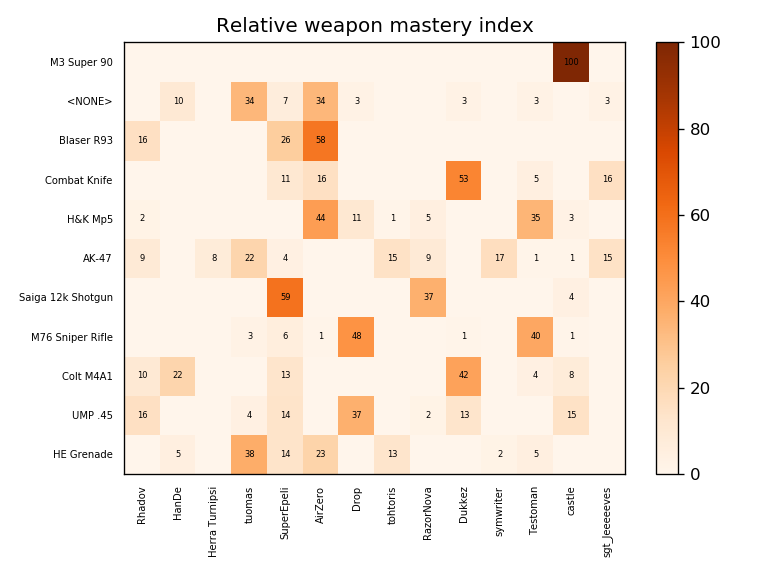 Relative weapon mastery index
M3 Super 90 100
<NONE> 10 34 7 34 3 3 3 3
Blaser R93 16 26 58
Combat Knife 11 16 53 5 16
H&K Mp5 2 44 11 1 5 35 3
AK-47 9 8 22 4 15 9 17 1 1 15
Saiga 12k Shotgun 59 37 4
M76 Sniper Rifle 3 6 1 48 1 40 1
Colt M4A1 10 22 13 42 4 8
UMP .45 16 4 14 37 2 13 15
HE Grenade 5 38 14 23 13 2 5
Rhadov
HanDe
Herra Turnipsi
tuomas
SuperEpeli
AirZero
Drop
tohtoris
RazorNova
Dukkez
symwriter
Testoman
castle
sgt_Jeeeeeves
100
80
60
40
20
0